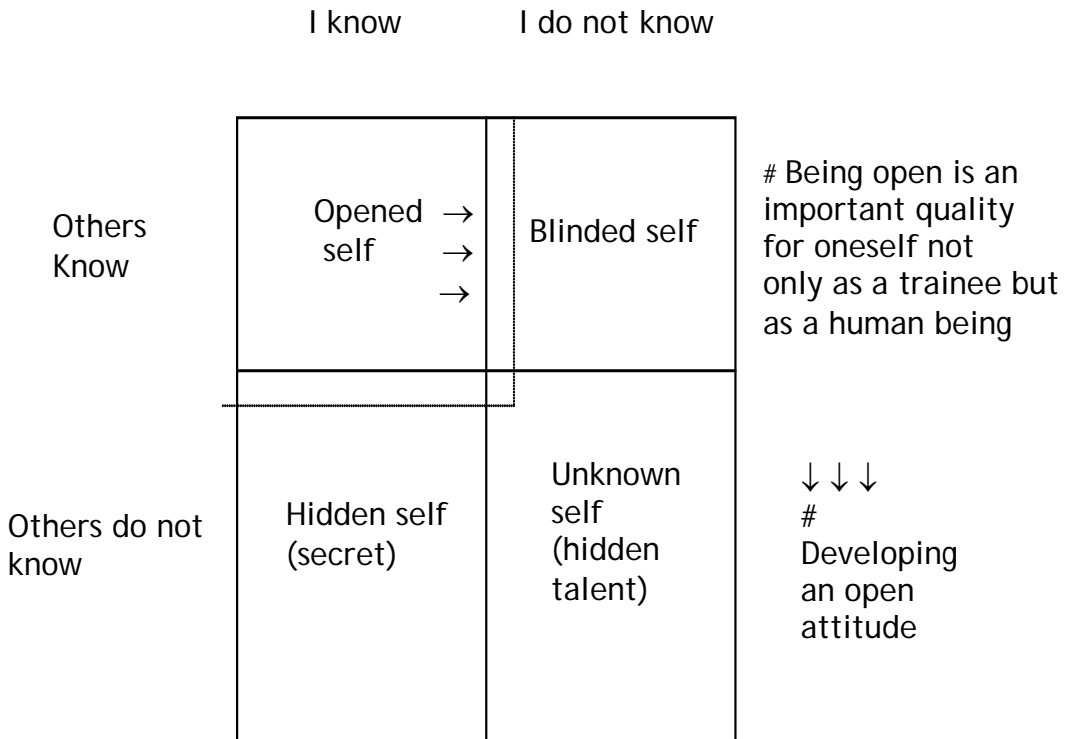 I know I do not know
Others
Know
Opened →
self →
→
Blinded self
# Being open is an
important quality
for oneself not
only as a trainee but
as a human being
Others do not
know
Hidden self
(secret)
Unknown
self
(hidden
talent)
↓ ↓ ↓
#
Developing
an open
attitude